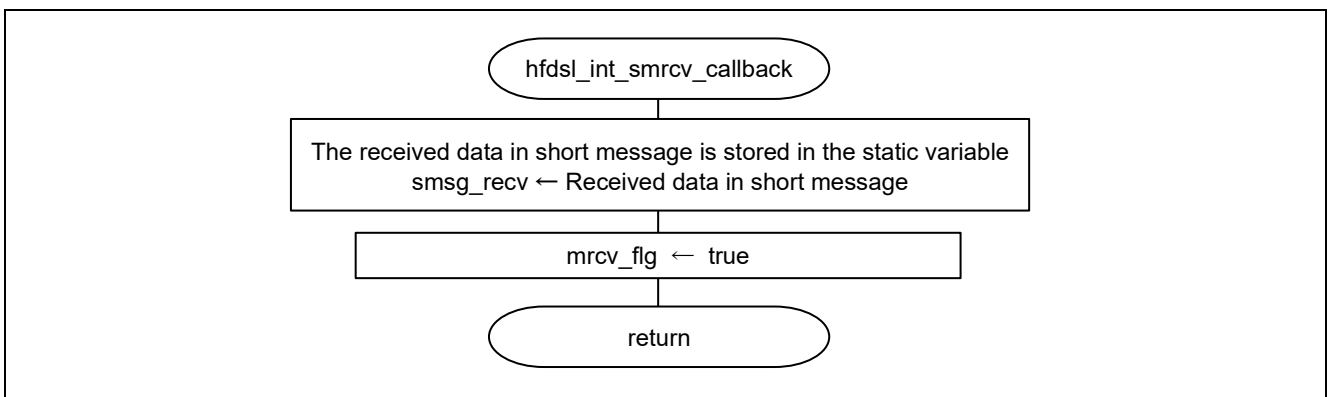 hfdsl_int_smrcv_callback
The received data in short message is stored in the static variable
smsg_recv ← Received data in short message
mrcv_flg ← true
return